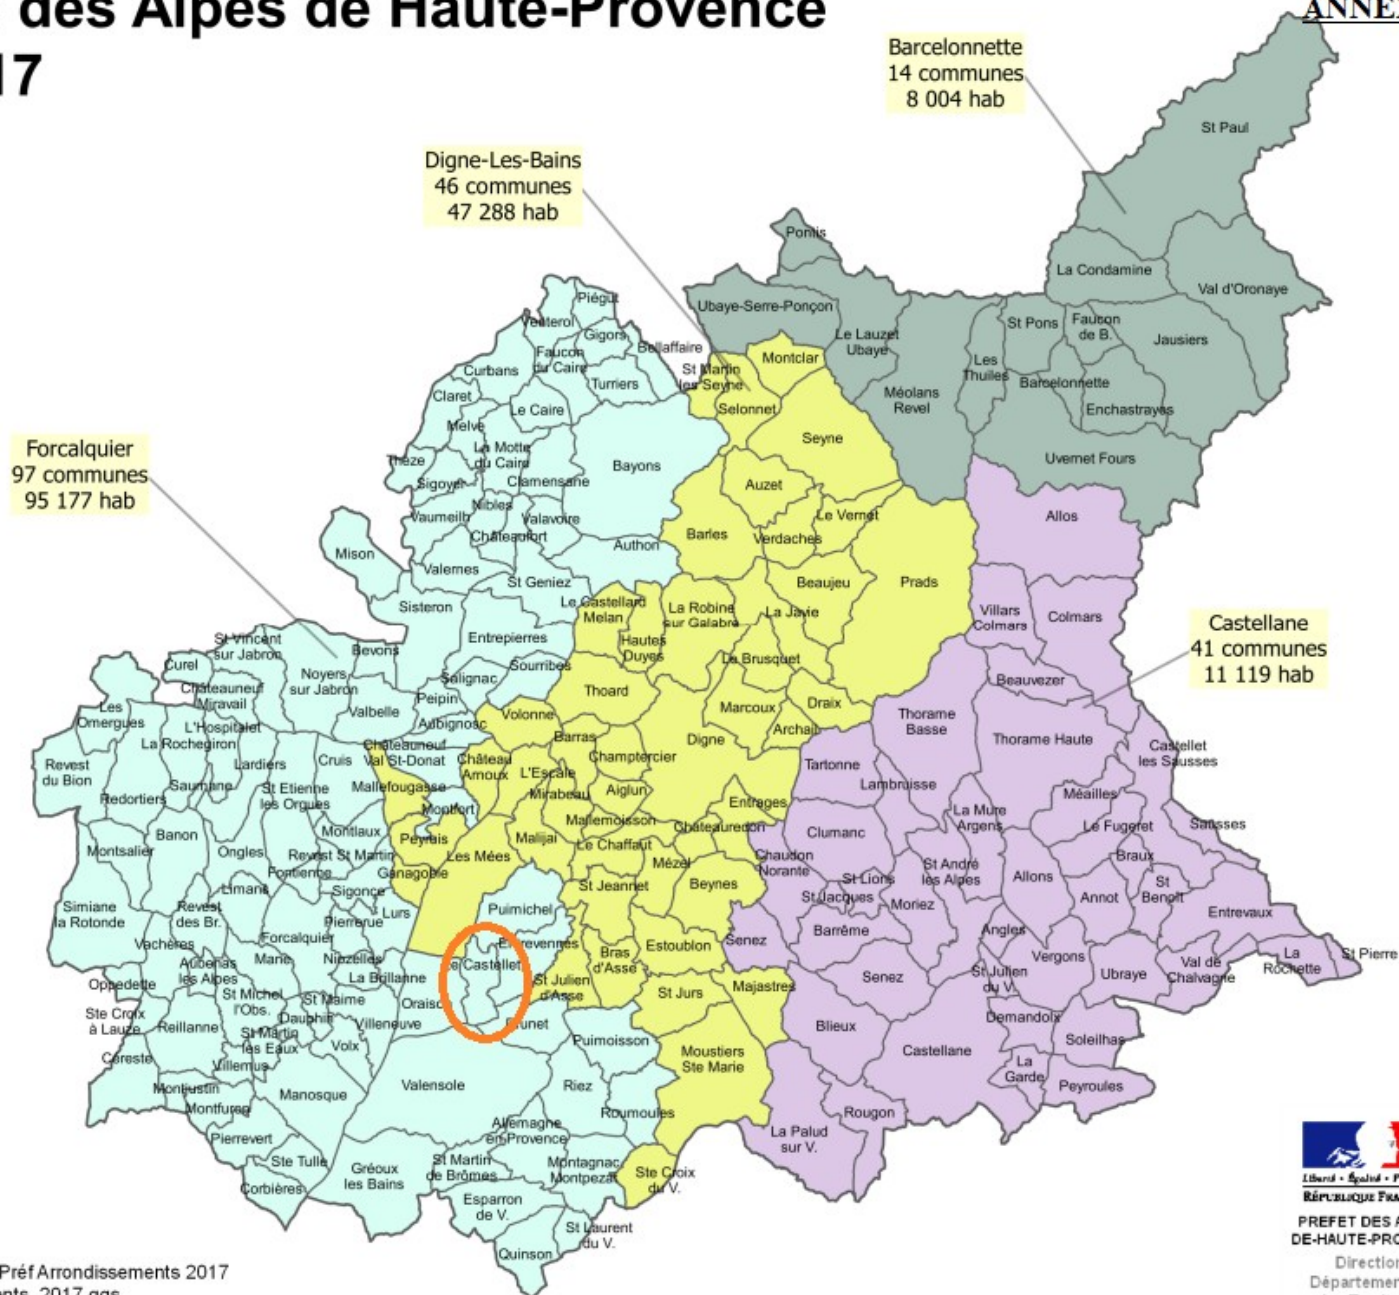 des Alpes de Haute-Provence
17
Barcelonnette
14 communes
8 004 hab
Digne-Les-Bains
46 communes
47 288 hab
Forcalquier
97 communes
95 177 hab
Castellane
41 communes
11 119 hab
St Paul
Pontis
La Condamine
Val d'Oronaye
Ubaye-Serre-Ponçon
Le Lauzet
Ubaye
St Pons
Faucon
de B.
Jausiers
Les
Thuiles
Barcelonnette
Méolans
Revel
Enchastrayes
Uvernet Fours
Piégut
Venterol
Gigors
Bellaffaire
Faucon
du Caire
Curbans
Turriers
Claret
Le Caire
Melve
La Motte
du Caire
Thèze
Bayons
Sigoyer
Clamensane
Nibles
Vaumeilh
Valavoire
Châteaufort
Authon
Mison
Valernes
St Geniez
Sisteron
Entrepierres
St Vincent
sur Jabron
Bevons
Curel
Noyers
sur Jabron
Sourribes
Salignac
Châteauneuf
Miravail
Peipin
Valbelle
Aubignosc
Les
Omergues
L'Hospitalet
La Rochegiron
Châteauneuf
Val St-Donat
Revest
du Bion
Lardiers
Cruis
Saumane
St Etienne
les Orgues
Mallefougasse
Redortiers
Montfort
Banon
Montlaux
Montsalier
Ongles
Revest St Martin
Fontienne
Limans
Sigonce
Simiane
la Rotonde
Revest
des Br.
Lurs
Pierrerue
Vachères
Forcalquier
Niozelles
Mane
Aubenas
les Alpes
La Brillanne
Oppedette
St Michel
l'Obs.
St Maime
Dauphin
Ste Croix
à Lauze
Reillanne
St Martin
les Eaux
Villeneuve
Volx
Céreste
Villemus
Montjustin
Montfuron
Manosque
Pierrevert
Ste Tulle
Corbières
Puimichel
Entrevennes
Castellet
Valensole
Puimoisson
Riez
Roumoules
Allemagne
en Provence
Gréoux
les Bains
St Martin
de Brômes
Montagnac
Montpezat
Esparron
de V.
St Laurent
du V.
Quinson
St Martin
les Seyne
Montclar
Selonnet
Seyne
Auzet
Le Vernet
Barles
Verdaches
Beaujeu
Prads
Le Castellard
Melan
La Robine
sur Galabre
La Javie
Hautes
Duyes
Le Brusquet
Thoard
Marcoux
Draix
Volonne
Archail
Barras
Digne
Château
Arnoux
Champtercier
L'Escale
Mirabeau
Aiglun
Entrages
Mallemoisson
Malijai
Châteauredon
Peyruis
Le Chaffaut
Les Mées
Mézel
Ganagobie
St Jeannet
Beynes
Bras
d'Asse
Estoublon
St Julien
d'Asse
St Jurs
Majastres
Moustiers
Ste Marie
Ste Croix
du V.
Allos
Villars
Colmars
Colmars
Beauvezer
Thorame
Basse
Thorame Haute
Castellet
les Sausses
Tartonne
Lambruisse
Méailles
La Mure
Argens
Le Fugeret
Sausses
Clumanc
Braux
Chaudon
Norante
St André
les Alpes
St Lions
Allons
St
Benoît
St Jacques
Moriez
Annot
Entrevaux
Barrême
Angles
Senez
La
Rochette
St Pierre
Vergons
Val de
Chalvagne
Senez
St Julien
du V.
Ubraye
Demandolx
Blieux
Soleilhas
Castellane
La
Garde
Peyroules
Rougon
La Palud
sur V.
RÉPUBLIQUE FRA
PREFET DES A
DE-HAUTE-PRO
Direction
Départemen
Préf Arrondissements 2017